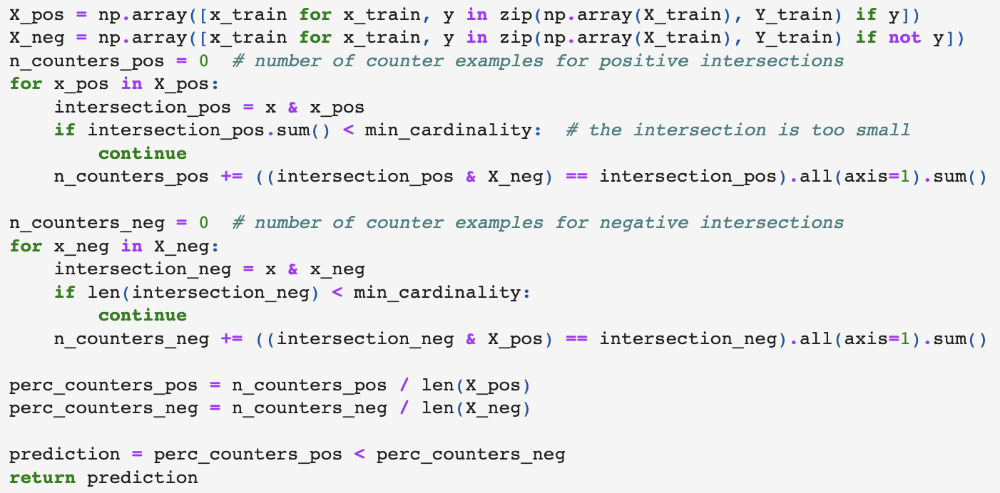 X_pos = np.array([x_train for x_train, y in zip(np.array(X_train), Y_train) if y])
X_neg = np.array([x_train for x_train, y in zip(np.array(X_train), Y_train) if not y])
n_counters_pos = 0  # number of counter examples for positive intersections
for x_pos in X_pos:
    intersection_pos = x & x_pos
    if intersection_pos.sum() < min_cardinality:  # the intersection is too small
        continue
    n_counters_pos += ((intersection_pos & X_neg) == intersection_pos).all(axis=1).sum()

n_counters_neg = 0  # number of counter examples for negative intersections
for x_neg in X_neg:
    intersection_neg = x & x_neg
    if len(intersection_neg) < min_cardinality:
        continue
    n_counters_neg += ((intersection_neg & X_pos) == intersection_neg).all(axis=1).sum()

perc_counters_pos = n_counters_pos / len(X_pos)
perc_counters_neg = n_counters_neg / len(X_neg)

prediction = perc_counters_pos < perc_counters_neg
return prediction